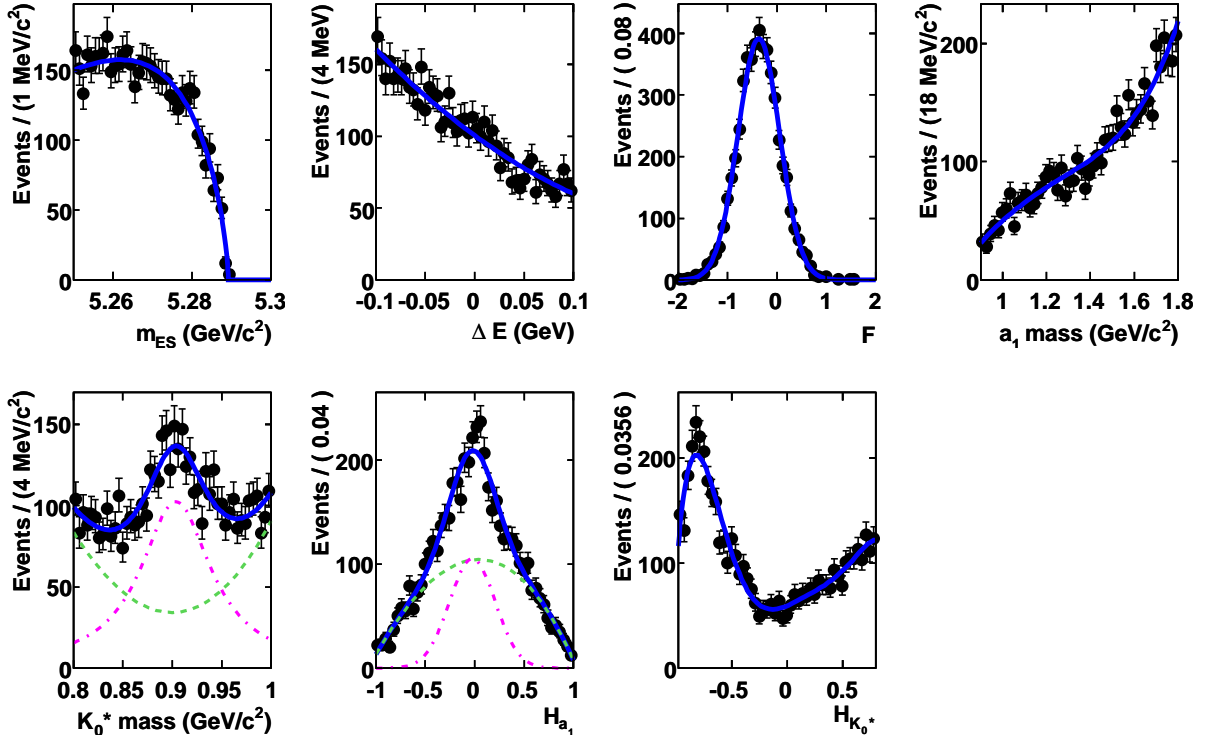 Events / (1 MeV/c²)
150
100
50
0
5.26 5.28 5.3
m_ES (GeV/c²)
Events / (4 MeV)
150
100
50
0
-0.1 -0.05 0 0.05 0.1
Δ E (GeV)
Events / ( 0.08 )
400
300
200
100
0
-2 -1 0 1 2
F
Events / (18 MeV/c²)
200
100
0
1 1.2 1.4 1.6 1.8
a₁ mass (GeV/c²)
Events / (4 MeV/c²)
150
100
50
0
0.8 0.85 0.9 0.95 1
K₀* mass (GeV/c²)
Events / ( 0.04 )
200
100
0
-1 -0.5 0 0.5 1
H_a₁
Events / ( 0.0356 )
200
100
0
-0.5 0 0.5
H_K₀*